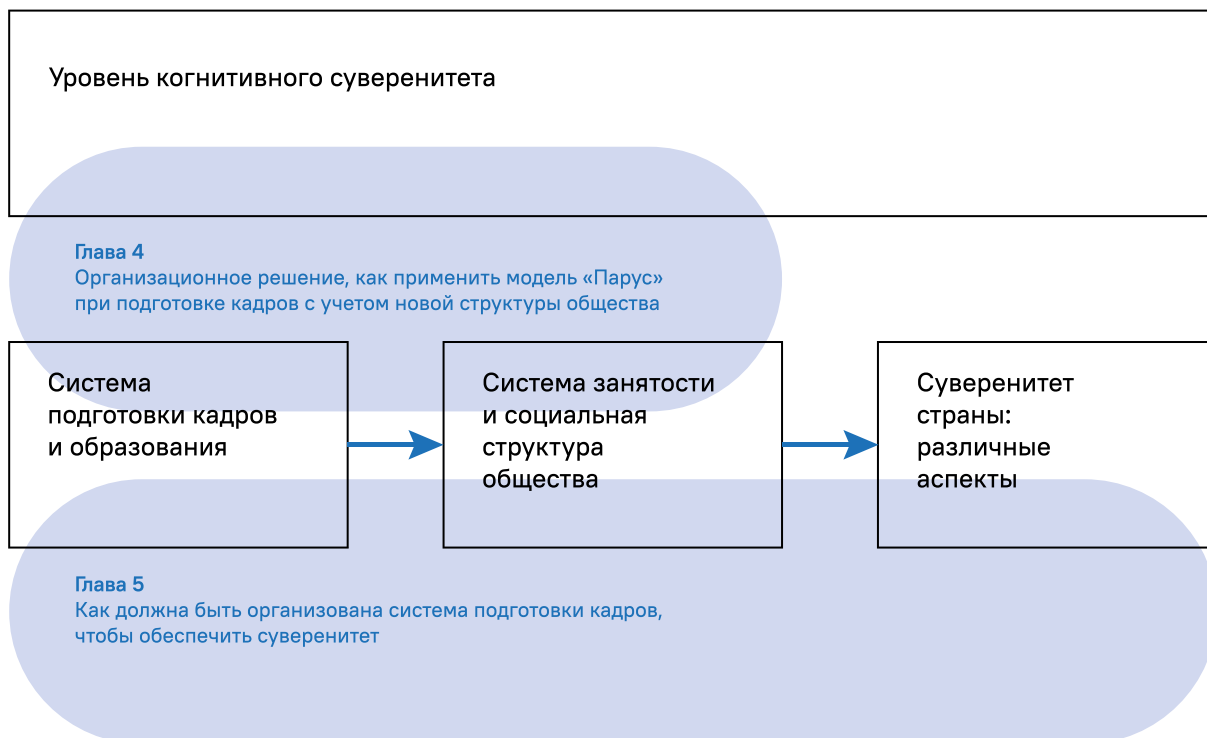 Уровень когнитивного суверенитета
Глава 4
Организационное решение, как применить модель «Парус»
при подготовке кадров с учетом новой структуры общества
Система
подготовки кадров
и образования
Система занятости
и социальная
структура
общества
Суверенитет
страны:
различные
аспекты
Глава 5
Как должна быть организована система подготовки кадров,
чтобы обеспечить суверенитет